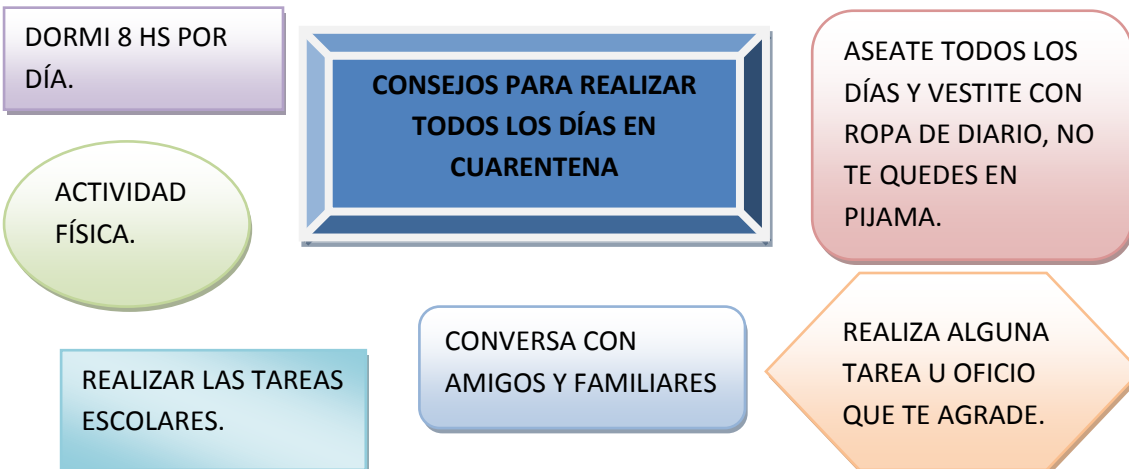 DORMI 8 HS POR
DÍA.
CONSEJOS PARA REALIZAR
TODOS LOS DÍAS EN
CUARENTENA
ASEATE TODOS LOS
DÍAS Y VESTITE CON
ROPA DE DIARIO, NO
TE QUEDES EN
PIJAMA.
ACTIVIDAD
FÍSICA.
REALIZAR LAS TAREAS
ESCOLARES.
CONVERSA CON
AMIGOS Y FAMILIARES
REALIZA ALGUNA
TAREA U OFICIO
QUE TE AGRADE.